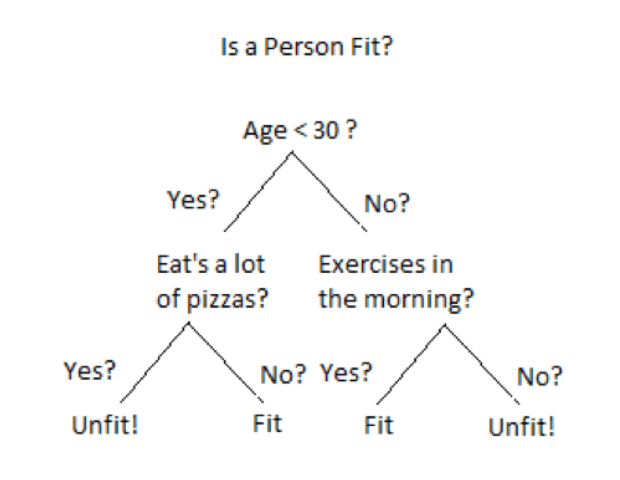 Is a Person Fit?
Age < 30 ?
Yes?
No?
Eat's a lot
of pizzas?
Exercises in
the morning?
Yes?
No?
Yes?
No?
Unfit!
Fit
Fit
Unfit!